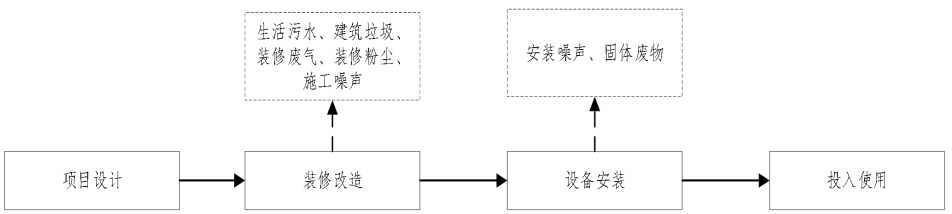 生活污水、建筑垃圾、
装修废气、装修粉尘、
施工噪声
安装噪声、固体废物
项目设计
装修改造
设备安装
投入使用